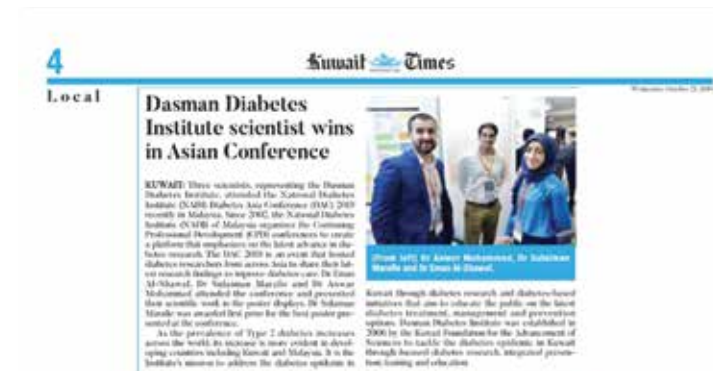 4
Kuwait Times
Local
Dasman Diabetes
Institute scientist wins
in Asian Conference
KUWAIT: Three scientists, representing the Dasman
Diabetes Institute, attended the National Diabetes
Institute (NADI) Diabetes Asia Conference (DAC) 2019
recently in Malaysia. Since 2002, the National Diabetes
Institute (NADI) of Malaysia organizes the Continuing
Professional Development (CPD) conferences to create
a platform that emphasizes on the latest advance in dia-
betes research. The DAC 2019 is an event that hosted
diabetes researchers from across Asia to share their lat-
est research findings to improve diabetes care. Dr Eman
Al-Shawaf, Dr Sulaiman Marafie and Dr Anwar
Mohammad attended the conference and presented
their scientific work in the poster displays. Dr Sulaiman
Marafie was awarded first prize for the best poster pre-
sented at the conference.
As the prevalence of Type 2 diabetes increases
across the world, its increase is more evident in devel-
oping countries including Kuwait and Malaysia. It is the
Institute's mission to address the diabetes epidemic in
(From left) Dr Anwar Mohammad, Dr Sulaiman
Marafie and Dr Eman Al-Shawaf.
Kuwait through diabetes research and diabetes-based
initiatives that aim to educate the public on the latest
diabetes treatment, management and prevention
options. Dasman Diabetes Institute was established in
2006 by the Kuwait Foundation for the Advancement of
Sciences to tackle the diabetes epidemic in Kuwait
through focused diabetes research, integrated preven-
tion, training and education.